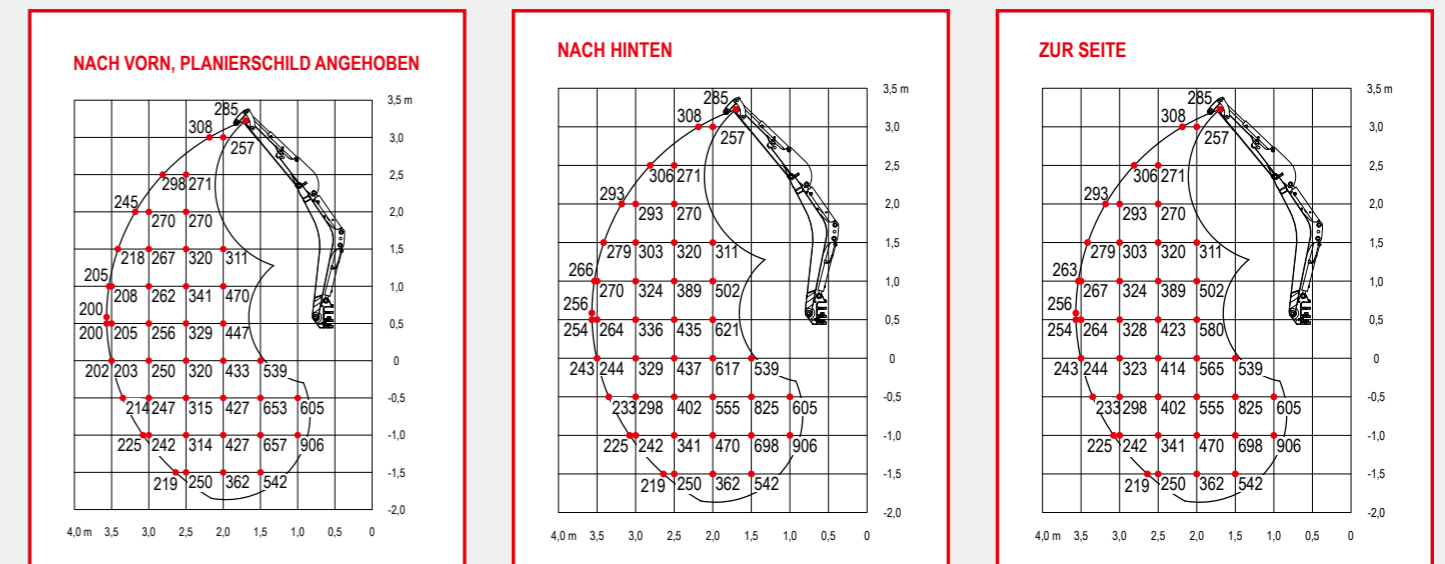 NACH VORN, PLANIERSCHILD ANGEHOBEN
285 3,5 m
308 257 3,0
298 271 2,5
245 270 270 2,0
218 267 320 311 1,5
205 208 262 341 470 1,0
200
200 205 256 329 447 0,5
202 203 250 320 433 539 0
214 247 315 427 653 605 -0,5
225 242 314 427 657 906 -1,0
219 250 362 542 -1,5
-2,0
4,0 m 3,5 3,0 2,5 2,0 1,5 1,0 0,5 0
NACH HINTEN
285 3,5 m
308 257 3,0
306 271 2,5
293 293 270 2,0
279 303 320 311 1,5
266 270 324 389 502 1,0
256
254 264 336 435 621 0,5
243 244 329 437 617 539 0
233 298 402 555 825 605 -0,5
225 242 341 470 698 906 -1,0
219 250 362 542 -1,5
-2,0
4,0 m 3,5 3,0 2,5 2,0 1,5 1,0 0,5 0
ZUR SEITE
285 3,5 m
308 257 3,0
306 271 2,5
293 293 270 2,0
279 303 320 311 1,5
263 267 324 389 502 1,0
256
254 264 328 423 580 0,5
243 244 323 414 565 539 0
233 298 402 555 825 605 -0,5
225 242 341 470 698 906 -1,0
219 250 362 542 -1,5
-2,0
4,0 m 3,5 3,0 2,5 2,0 1,5 1,0 0,5 0